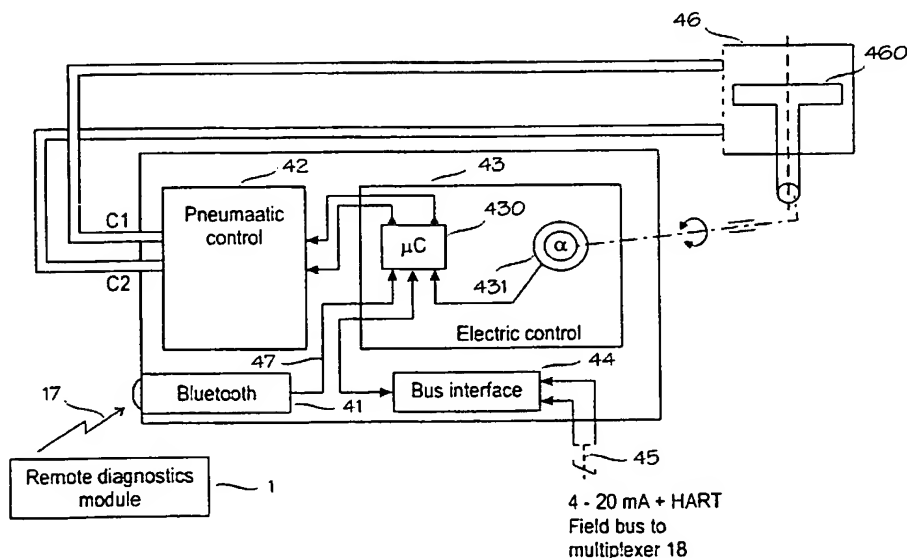 46
460
42
43
C1
Pneumaatic
control
430
µC
α
431
C2
Electric control
47
44
Bluetooth
41
Bus interface
17
45
Remote diagnostics
module
1
4 - 20 mA + HART
Field bus to
multiplexer 18